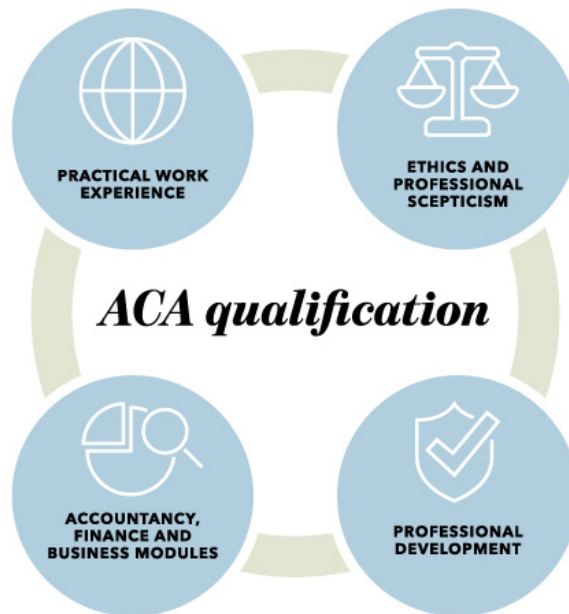 PRACTICAL WORK
EXPERIENCE
ETHICS AND
PROFESSIONAL
SCEPTICISM
ACA qualification
ACCOUNTANCY,
FINANCE AND
BUSINESS MODULES
PROFESSIONAL
DEVELOPMENT